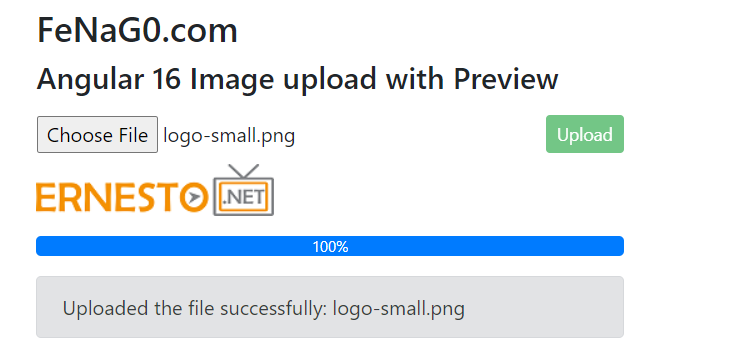 FeNaG0.com
Angular 16 Image upload with Preview
Choose File logo-small.png Upload
ERNESTO .NET
100%
Uploaded the file successfully: logo-small.png